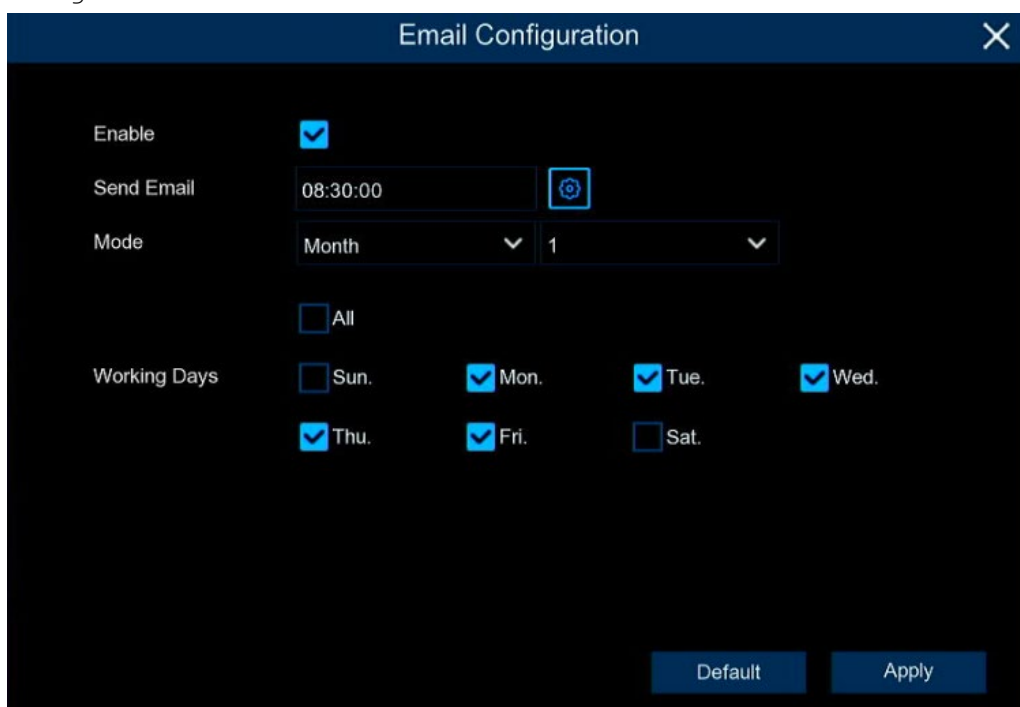 Email Configuration
Enable
Send Email 08:30:00
Mode Month 1
All
Working Days Sun. Mon. Tue. Wed.
Thu. Fri. Sat.
Default Apply